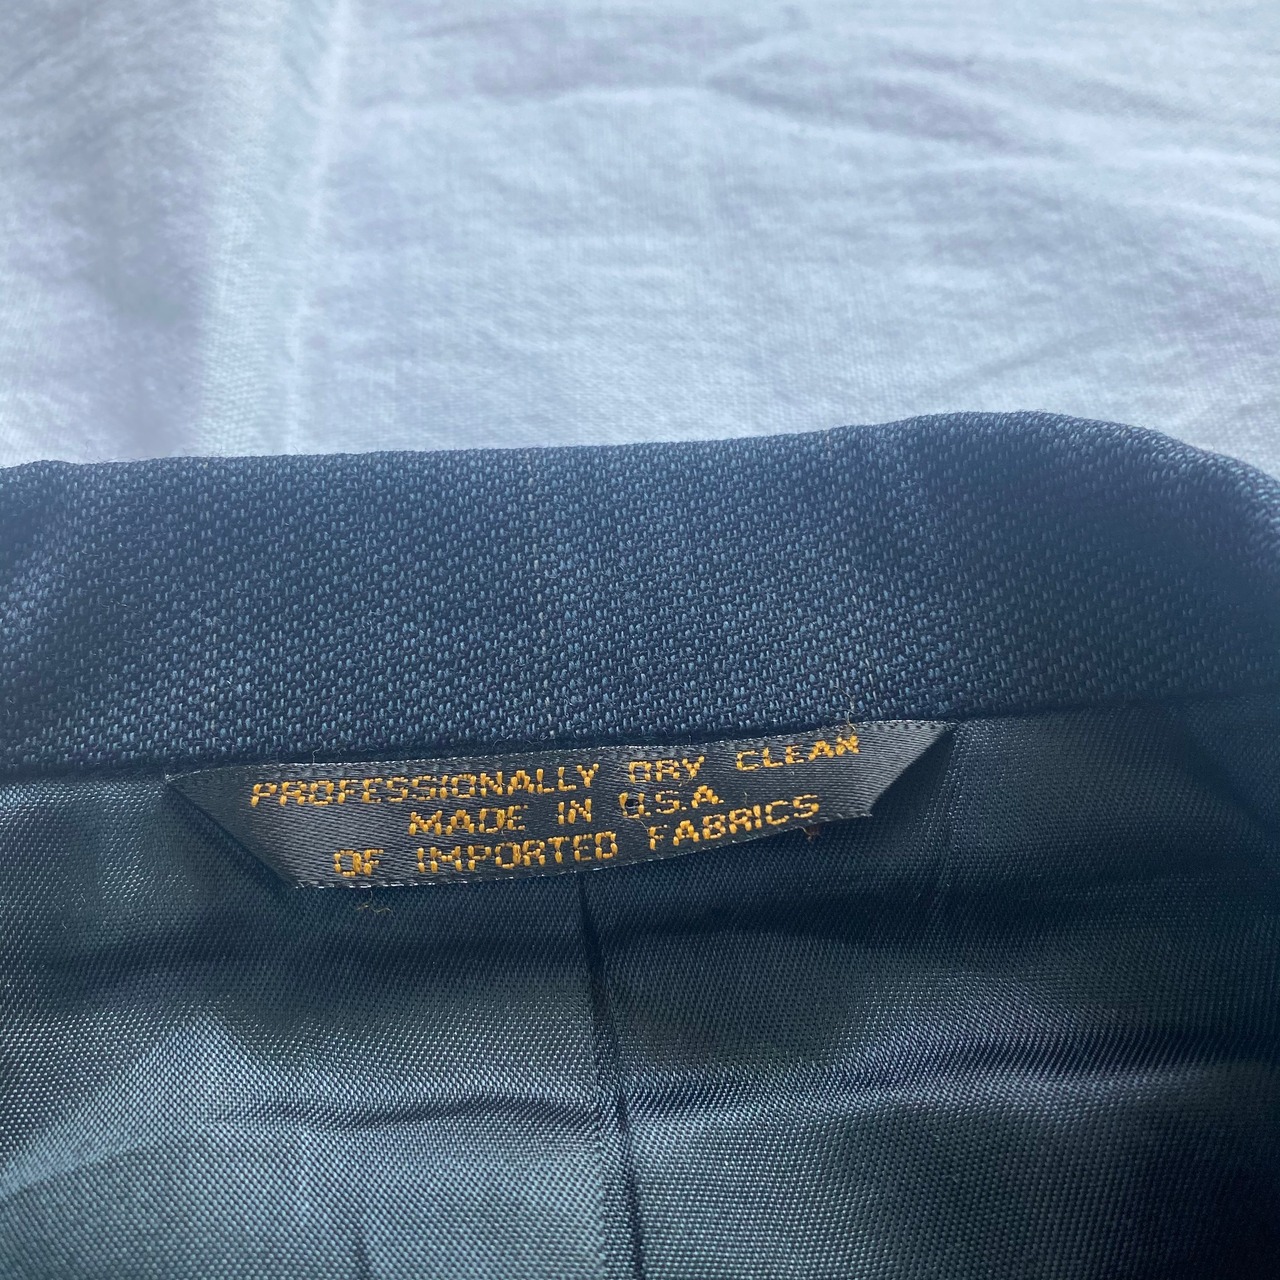 PROFESSIONALLY DRY CLEAN
MADE IN U.S.A.
OF IMPORTED FABRICS